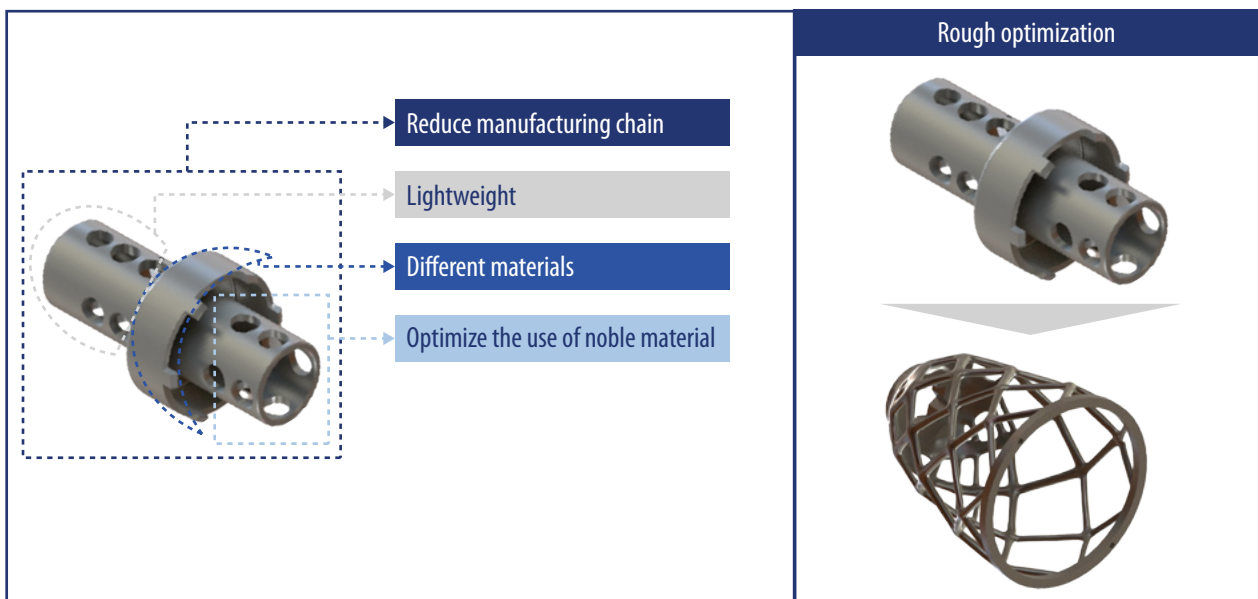 Rough optimization
Reduce manufacturing chain
Lightweight
Different materials
Optimize the use of noble material